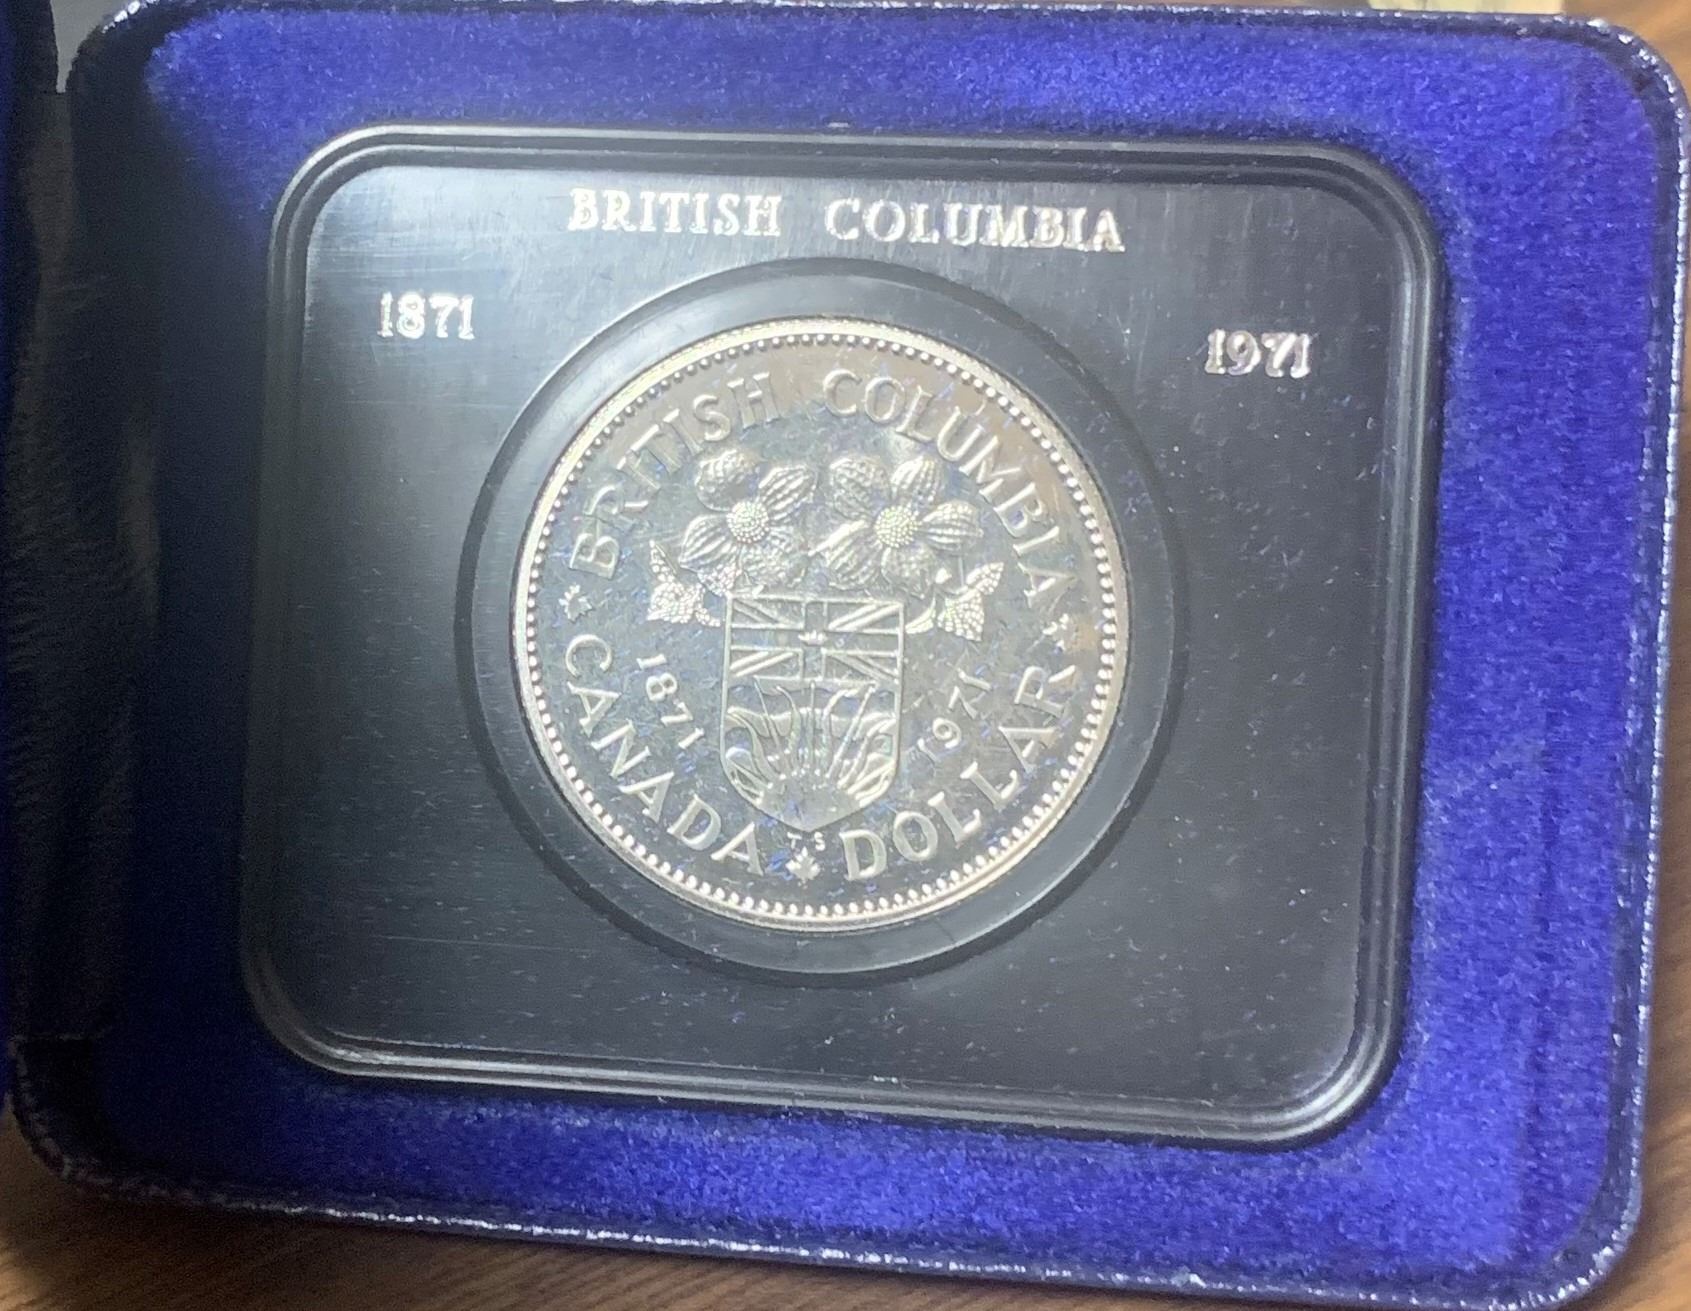 BRITISH COLUMBIA
1871
1971
BRITISH COLUMBIA
1871
1971
T S
CANADA DOLLAR